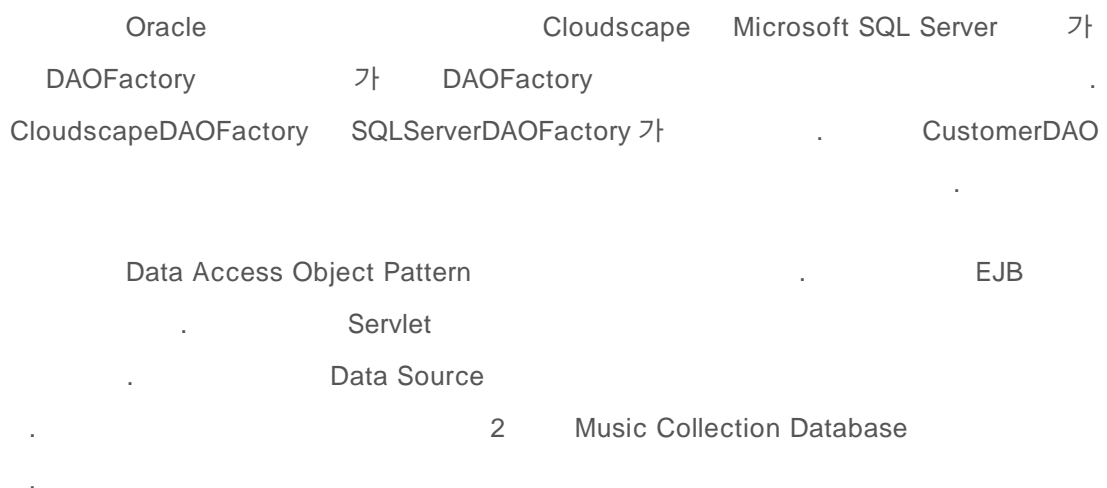 Oracle Cloudscape Microsoft SQL Server 가
DAOFactory 가 DAOFactory .
CloudscapeDAOFactory SQLServerDAOFactory 가 . CustomerDAO
.
Data Access Object Pattern . EJB
. Servlet
. Data Source
. 2 Music Collection Database
.